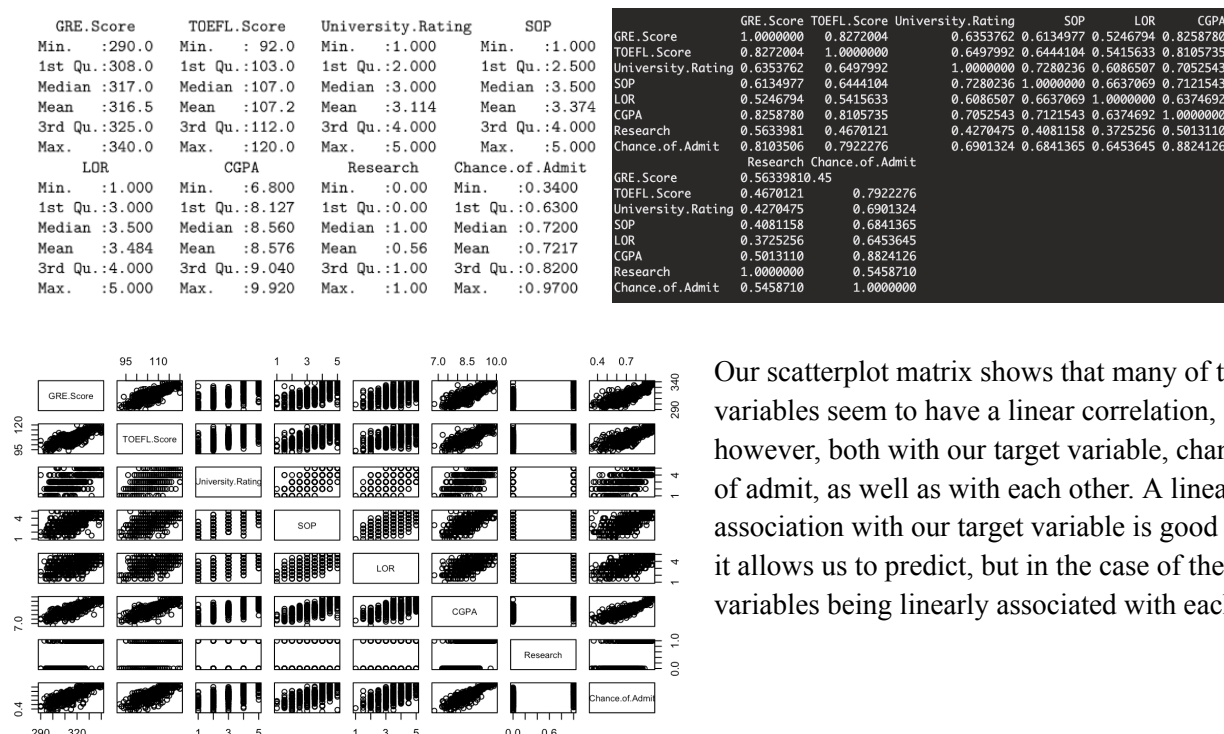 GRE.Score TOEFL.Score University.Rating SOP
Min. :290.0 Min. : 92.0 Min. :1.000 Min. :1.000
1st Qu.:308.0 1st Qu.:103.0 1st Qu.:2.000 1st Qu.:2.500
Median :317.0 Median :107.0 Median :3.000 Median :3.500
Mean :316.5 Mean :107.2 Mean :3.114 Mean :3.374
3rd Qu.:325.0 3rd Qu.:112.0 3rd Qu.:4.000 3rd Qu.:4.000
Max. :340.0 Max. :120.0 Max. :5.000 Max. :5.000
LOR CGPA Research Chance.of.Admit
Min. :1.000 Min. :6.800 Min. :0.00 Min. :0.3400
1st Qu.:3.000 1st Qu.:8.127 1st Qu.:0.00 1st Qu.:0.6300
Median :3.500 Median :8.560 Median :1.00 Median :0.7200
Mean :3.484 Mean :8.576 Mean :0.56 Mean :0.7217
3rd Qu.:4.000 3rd Qu.:9.040 3rd Qu.:1.00 3rd Qu.:0.8200
Max. :5.000 Max. :9.920 Max. :1.00 Max. :0.9700
GRE.Score TOEFL.Score University.Rating SOP LOR CGPA
GRE.Score 1.0000000 0.8272004 0.6353762 0.6134977 0.5246794 0.8258780
TOEFL.Score 0.8272004 1.0000000 0.6497992 0.6444104 0.5415633 0.8105735
University.Rating 0.6353762 0.6497992 1.0000000 0.7280236 0.6086507 0.7052543
SOP 0.6134977 0.6444104 0.7280236 1.0000000 0.6637069 0.7121543
LOR 0.5246794 0.5415633 0.6086507 0.6637069 1.0000000 0.6374692
CGPA 0.8258780 0.8105735 0.7052543 0.7121543 0.6374692 1.0000000
Research 0.5633981 0.4670121 0.4270475 0.4081158 0.3725256 0.5013110
Chance.of.Admit 0.8103506 0.7922276 0.6901324 0.6841365 0.6453645 0.8824126
Research Chance.of.Admit
GRE.Score 0.56339810.45
TOEFL.Score 0.4670121 0.7922276
University.Rating 0.4270475 0.6901324
SOP 0.4081158 0.6841365
LOR 0.3725256 0.6453645
CGPA 0.5013110 0.8824126
Research 1.0000000 0.5458710
Chance.of.Admit 0.5458710 1.0000000
95 110 1 3 5 7.0 8.5 10.0 0.4 0.7
GRE.Score 290 340
95 120 TOEFL.Score
University.Rating 1 4
1 4 SOP
LOR 1 4
7.0 CGPA
Research 0.0 1.0
0.4 Chance.of.Admit
290 320 1 3 5 1 3 5 0.0 0.6
Our scatterplot matrix shows that many of
variables seem to have a linear correlation,
however, both with our target variable,
of admit, as well as with each other. A
association with our target variable is good
it allows us to predict, but in the case of
variables being linearly associated with